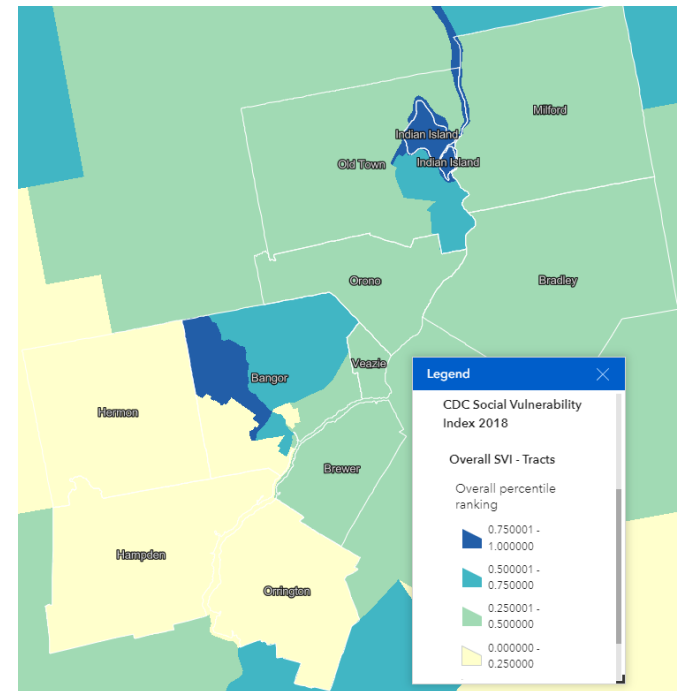 Milford
Indian Island
Old Town
Indian Island
Orono
Bradley
Veazie
Bangor
Hermon
Brewer
Hampden
Orrington
Legend
CDC Social Vulnerability
Index 2018
Overall SVI - Tracts
Overall percentile
ranking
0.750001 -
1.000000
0.500001 -
0.750000
0.250001 -
0.500000
0.000000 -
0.250000